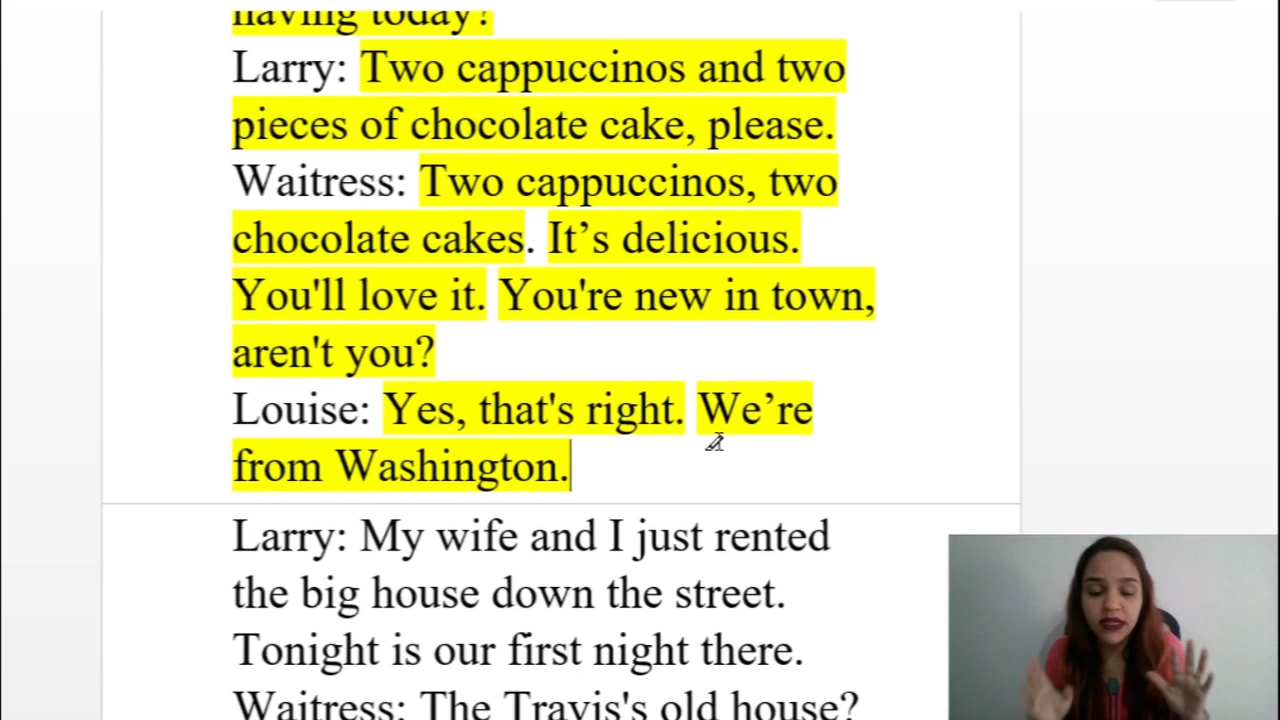 having today?
Larry: Two cappuccinos and two
pieces of chocolate cake, please.
Waitress: Two cappuccinos, two
chocolate cakes. It’s delicious.
You'll love it. You're new in town,
aren't you?
Louise: Yes, that's right. We’re
from Washington.
Larry: My wife and I just rented
the big house down the street.
Tonight is our first night there.
Waitress: The Travis's old house?